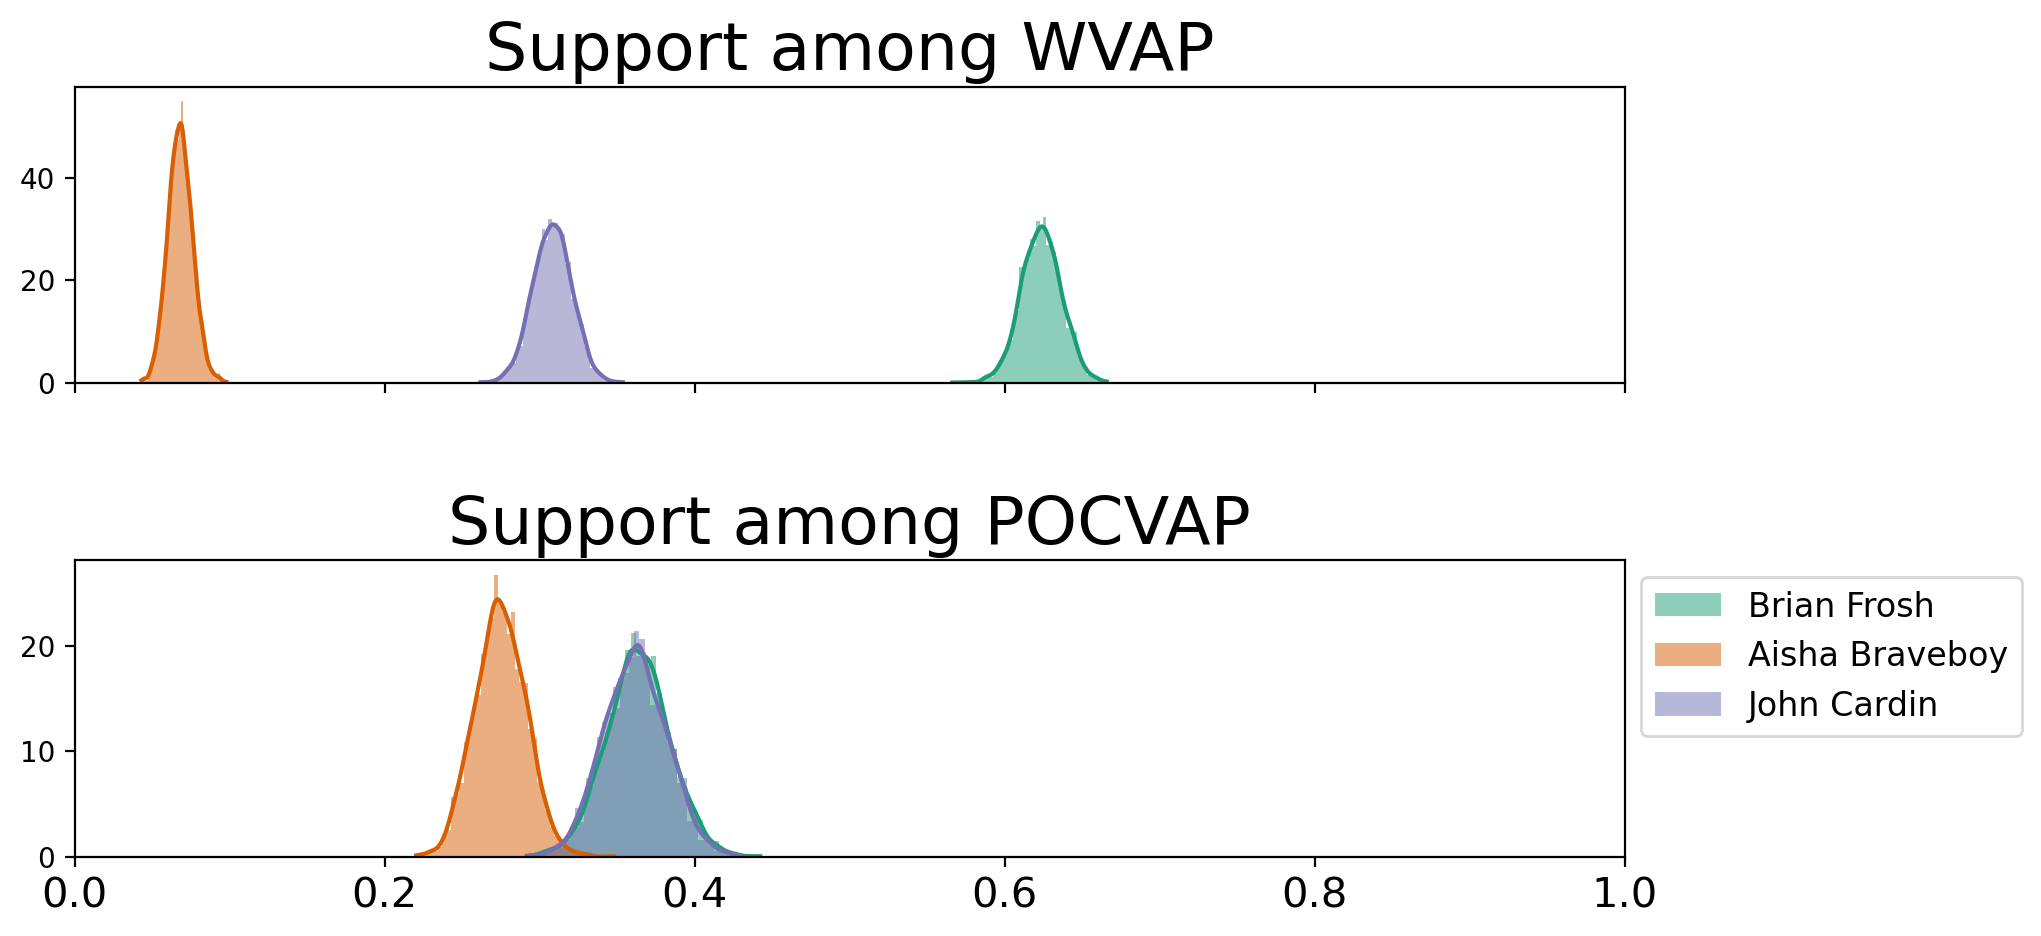 Support among WVAP
40
20
0
Support among POCVAP
20
10
0
0.0 0.2 0.4 0.6 0.8 1.0
Brian Frosh
Aisha Braveboy
John Cardin